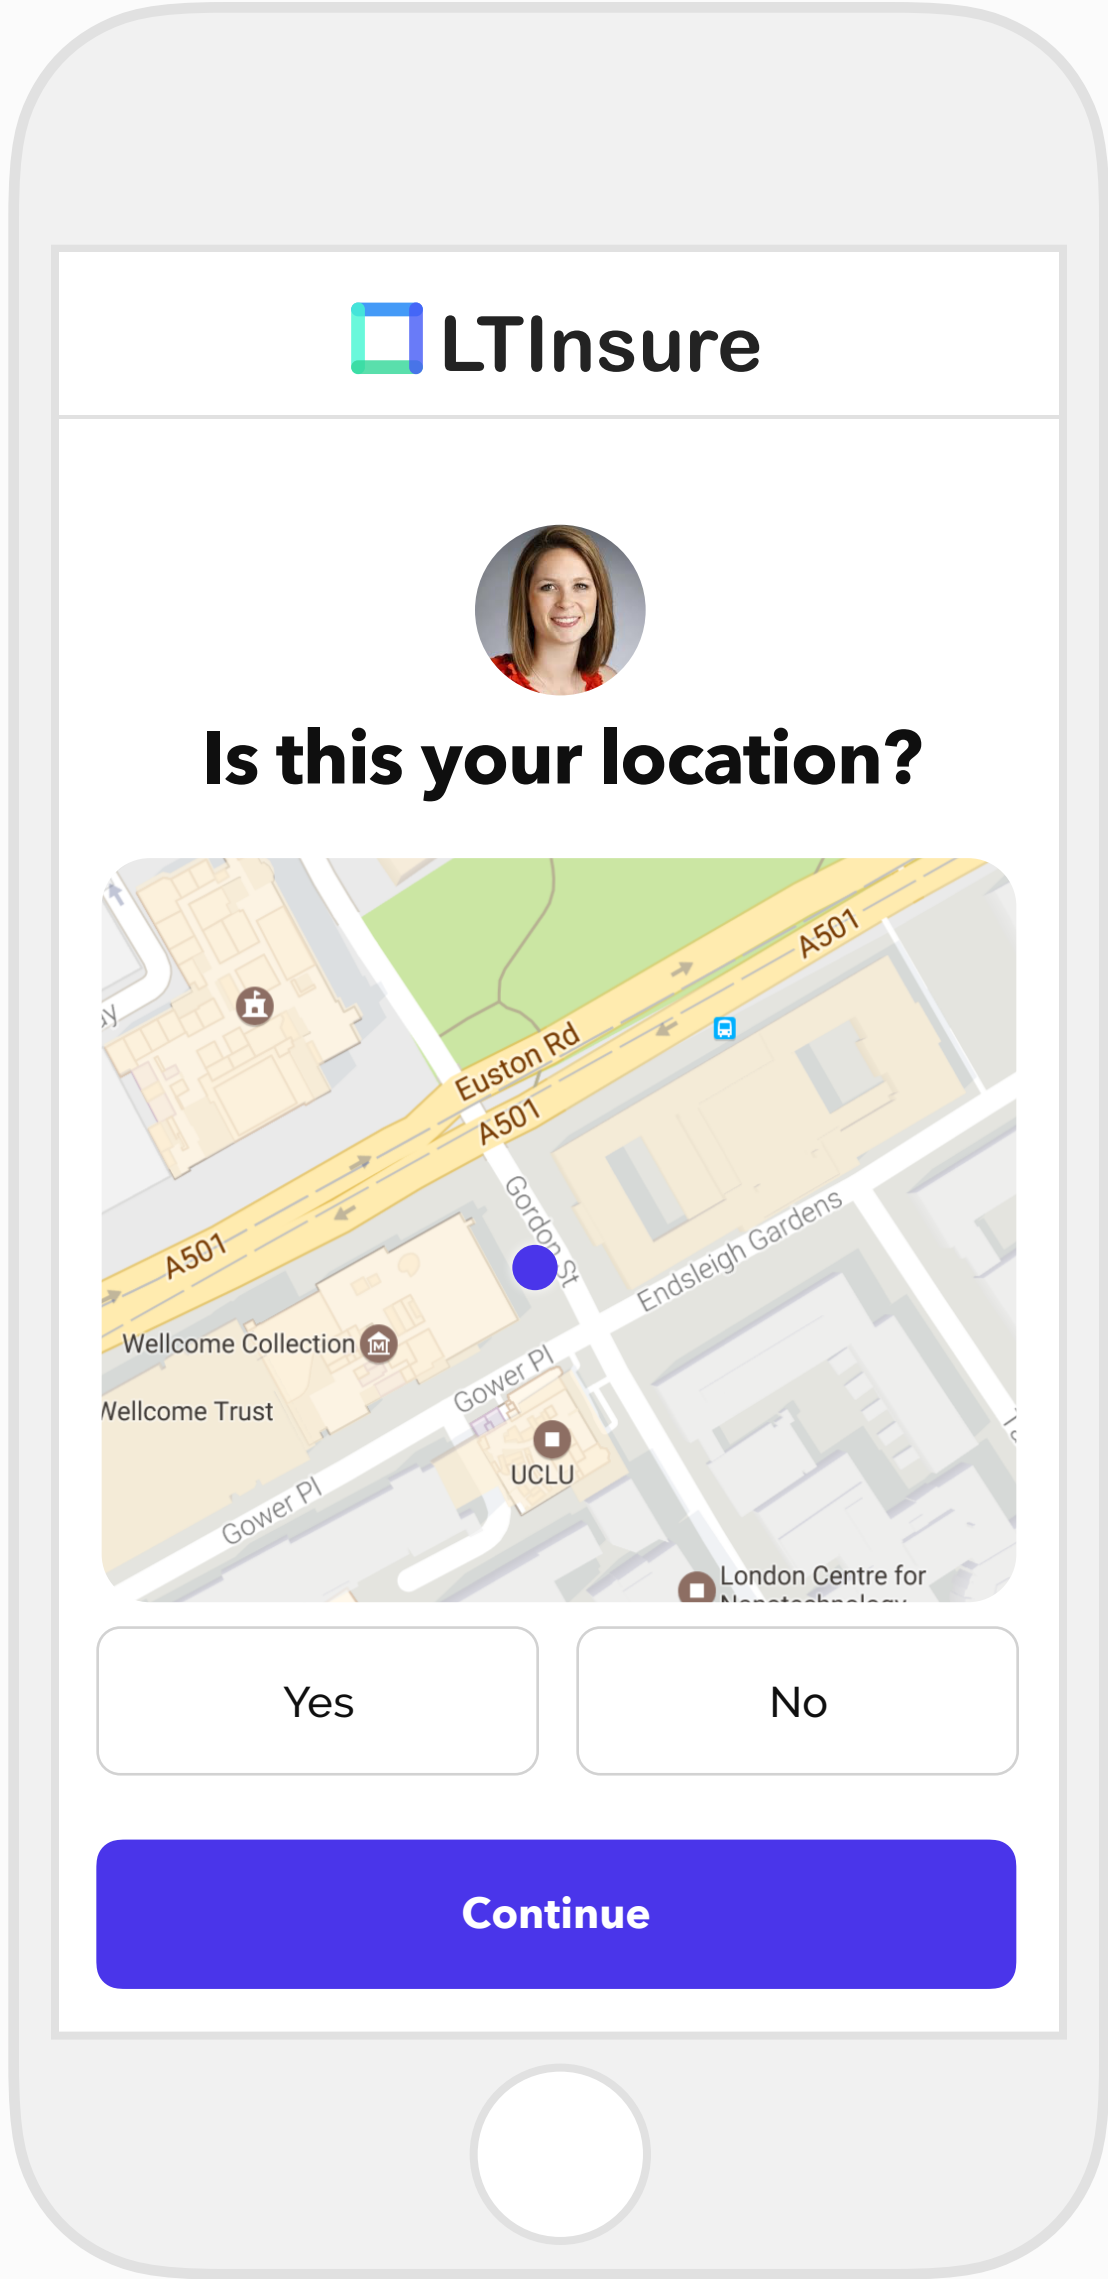 LTInsure
Is this your location?
A501
Euston Rd
A501
Gordon St
A501
Endsleigh Gardens
Wellcome Collection
Gower Pl
Wellcome Trust
UCLU
Gower Pl
London Centre for
Nanotechnology
Yes
No
Continue